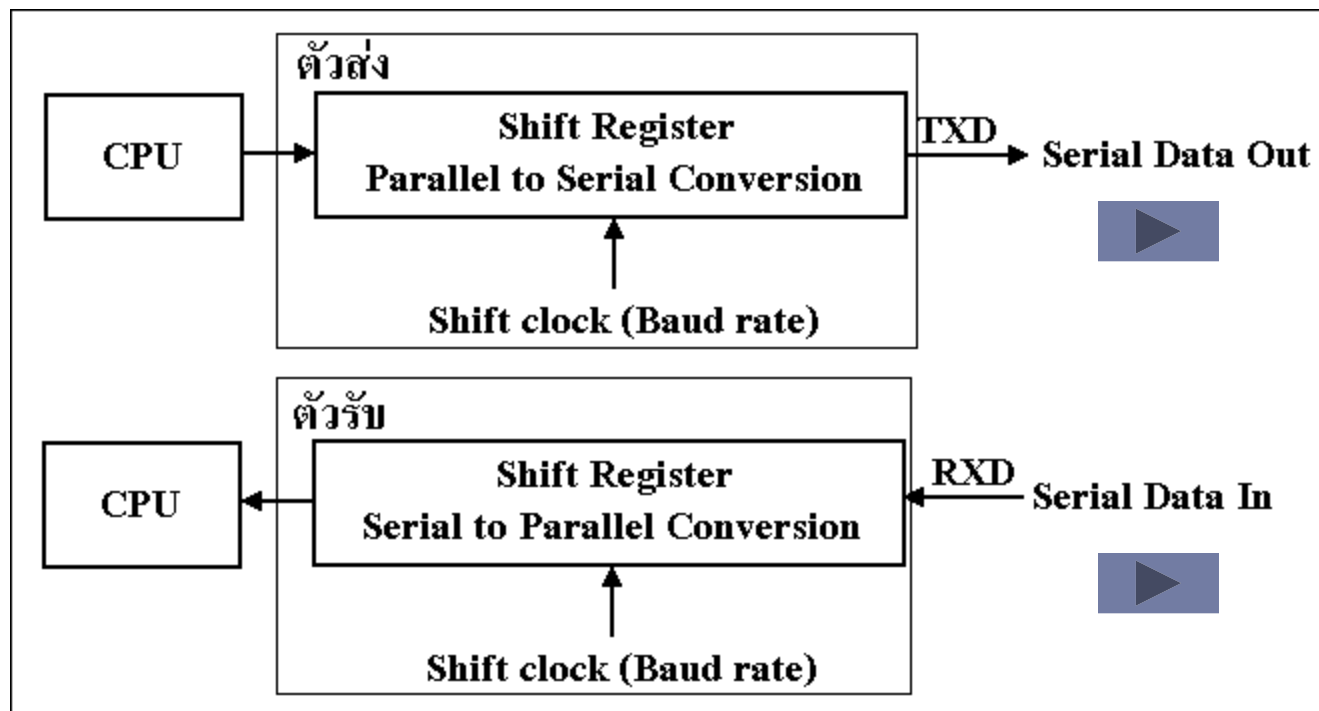 ตัวส่ง
CPU
Shift Register
Parallel to Serial Conversion
TXD
Serial Data Out
Shift clock (Baud rate)
ตัวรับ
CPU
Shift Register
Serial to Parallel Conversion
RXD
Serial Data In
Shift clock (Baud rate)